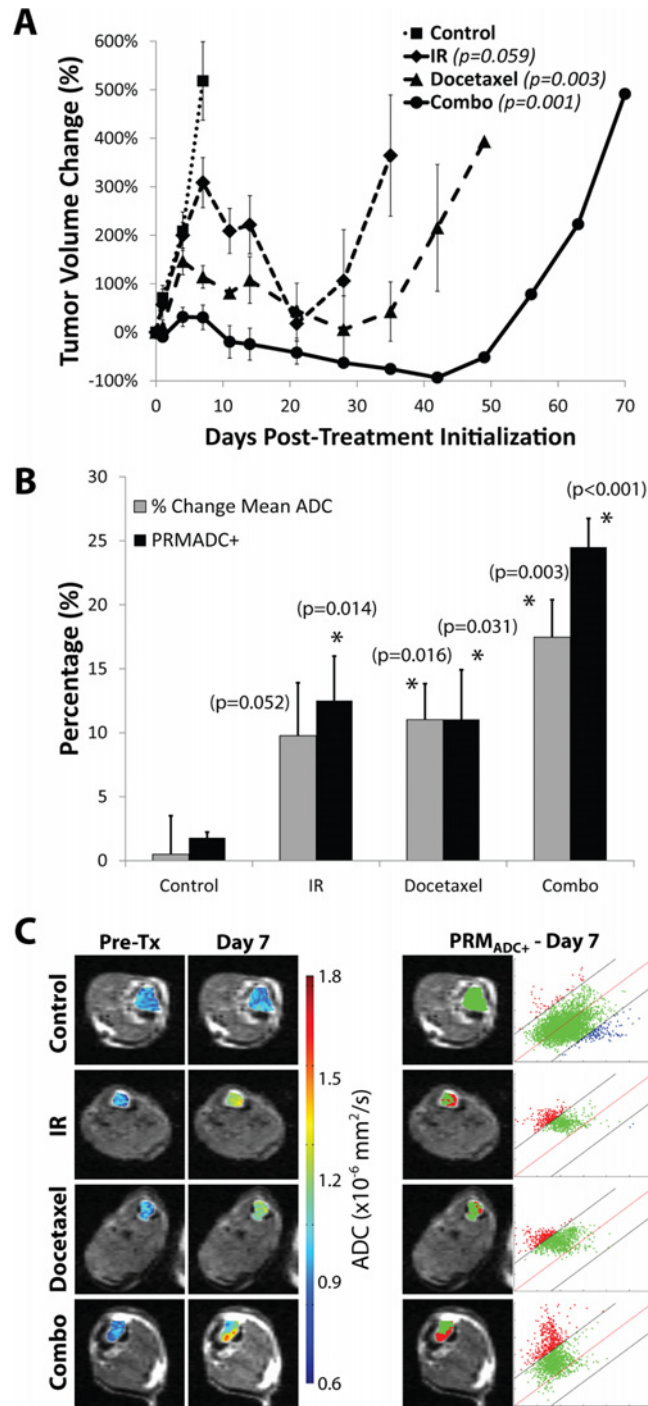 A
Tumor Volume Change (%)
600%
500%
400%
300%
200%
100%
0%
-100%
Control
IR (p=0.059)
Docetaxel (p=0.003)
Combo (p=0.001)
0 10 20 30 40 50 60 70
Days Post-Treatment Initialization
B
Percentage (%)
30
25
20
15
10
5
0
% Change Mean ADC
PRMADC+
(p=0.052)
(p=0.014)
*
(p=0.016)
*
(p=0.031)
*
(p=0.003)
*
(p<0.001)
*
Control IR Docetaxel Combo
C
Pre-Tx Day 7 PRMADC+ - Day 7
Control
IR
Docetaxel
Combo
1.8
1.5
1.2
0.9
0.6
ADC (x10-6 mm2/s)